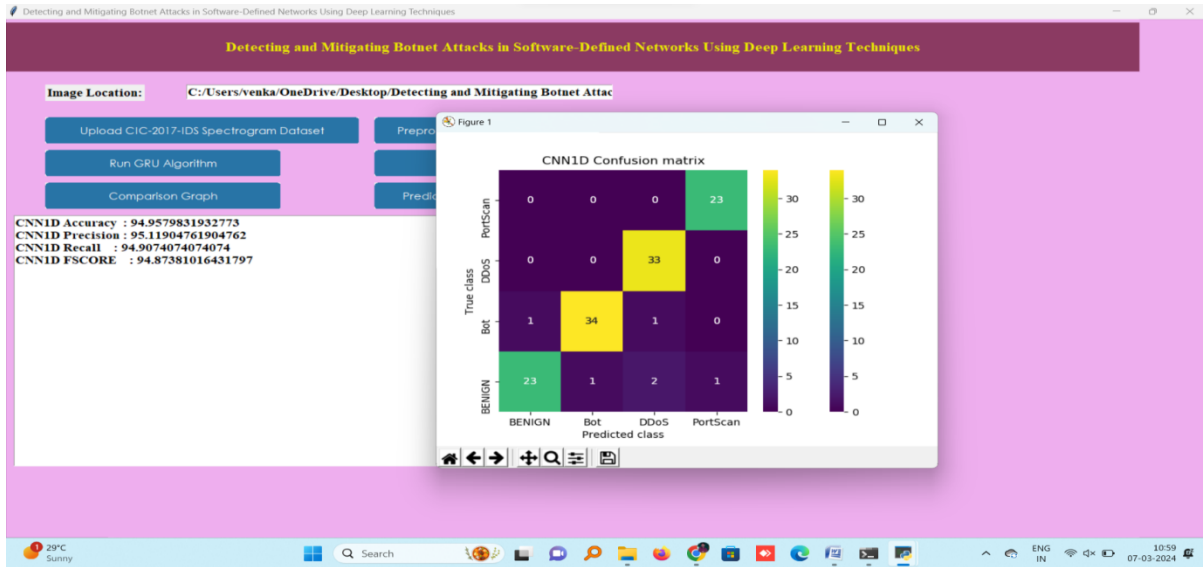 Detecting and Mitigating Botnet Attacks in Software-Defined Networks Using Deep Learning Techniques
Detecting and Mitigating Botnet Attacks in Software-Defined Networks Using Deep Learning Techniques
Image Location: C:/Users/venka/OneDrive/Desktop/Detecting and Mitigating Botnet Attac
Upload CIC-2017-IDS Spectrogram Dataset Prepro
Run GRU Algorithm
Comparison Graph Predic
CNN1D Accuracy : 94.9579831932773
CNN1D Precision : 95.11904761904762
CNN1D Recall : 94.9074074074074
CNN1D FSCORE : 94.87381016431797
Figure 1
CNN1D Confusion matrix
True class
PortScan 0 0 0 23
DDoS 0 0 33 0
Bot 1 34 1 0
BENIGN 23 1 2 1
BENIGN Bot DDoS PortScan
Predicted class
30 30
25 25
20 20
15 15
10 10
5 5
0 0
1
29°C
Sunny
Search
ENG
IN
10:59
07-03-2024